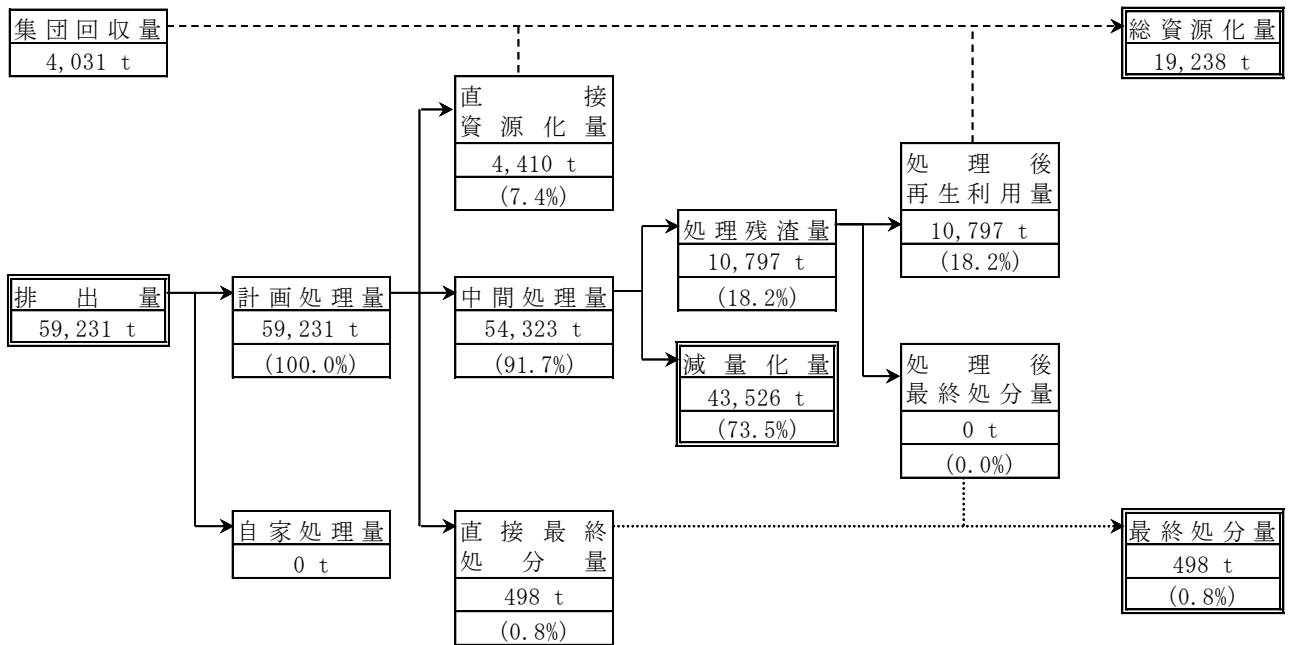 集団回収量
4,031 t
総資源化量
19,238 t
直接
資源化量
4,410 t
(7.4%)
処理後
再生利用量
10,797 t
(18.2%)
処理残渣量
10,797 t
(18.2%)
排出量
59,231 t
計画処理量
59,231 t
(100.0%)
中間処理量
54,323 t
(91.7%)
減量化量
43,526 t
(73.5%)
処理後
最終処分量
0 t
(0.0%)
自家処理量
0 t
直接最終
処分量
498 t
(0.8%)
最終処分量
498 t
(0.8%)